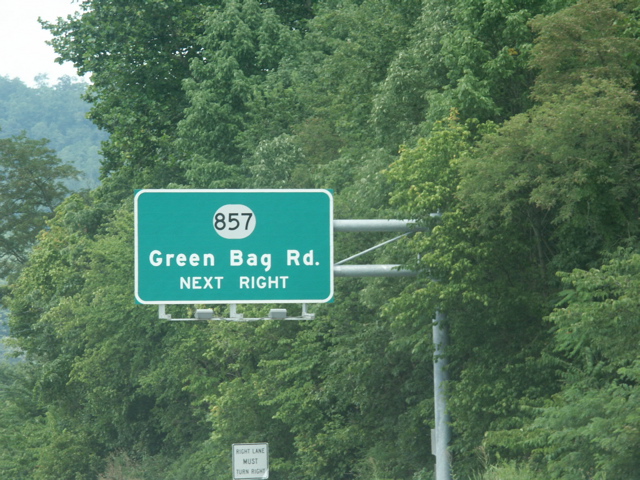 857
Green Bag Rd.
NEXT RIGHT
RIGHT LANE
MUST
TURN RIGHT